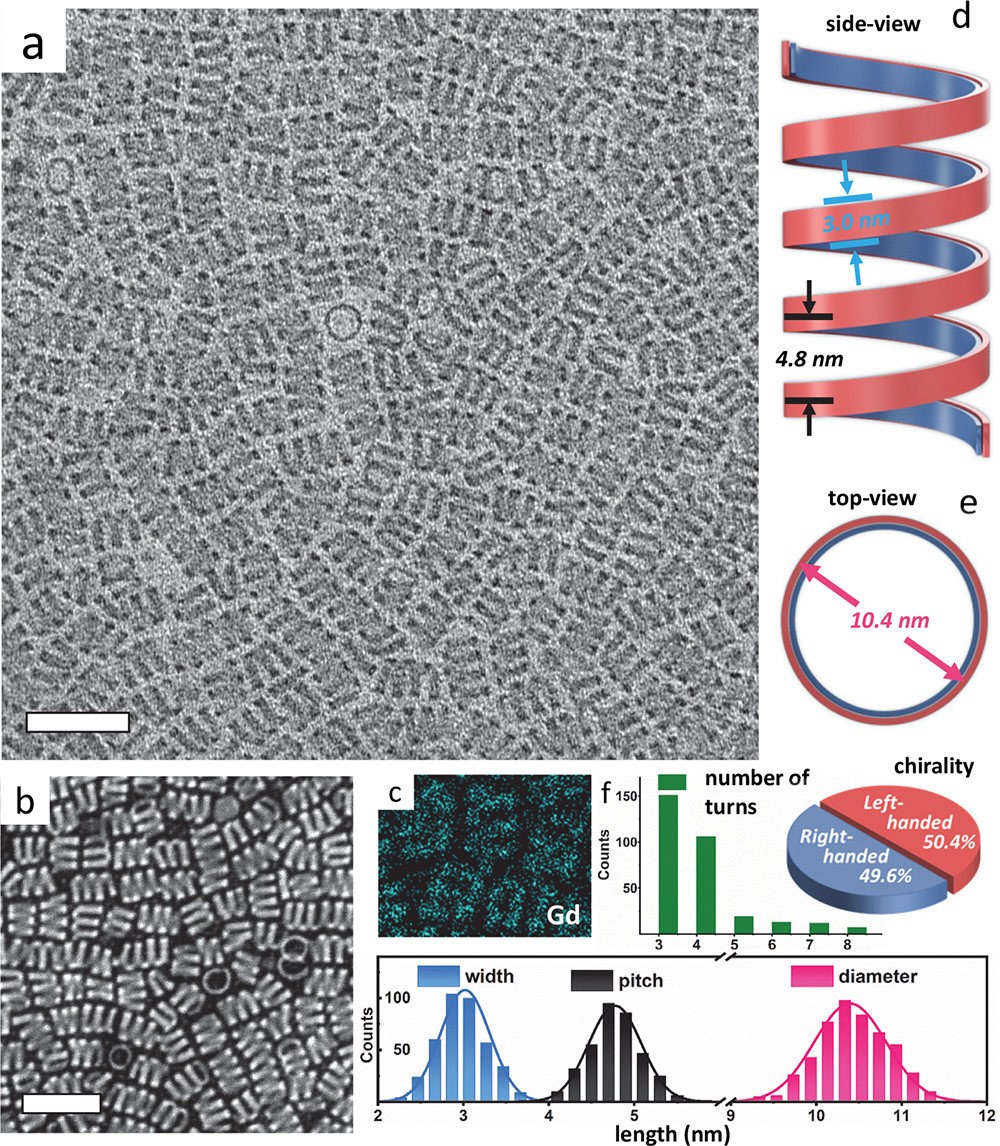 a
side-view
d
3.0 nm
4.8 nm
top-view
e
10.4 nm
b
c
Gd
f
number of
turns
150
100
50
Counts
3 4 5 6 7 8
chirality
Left-
handed
50.4%
Right-
handed
49.6%
width
pitch
diameter
100
50
Counts
2 3 4 5 9 10 11 12
length (nm)